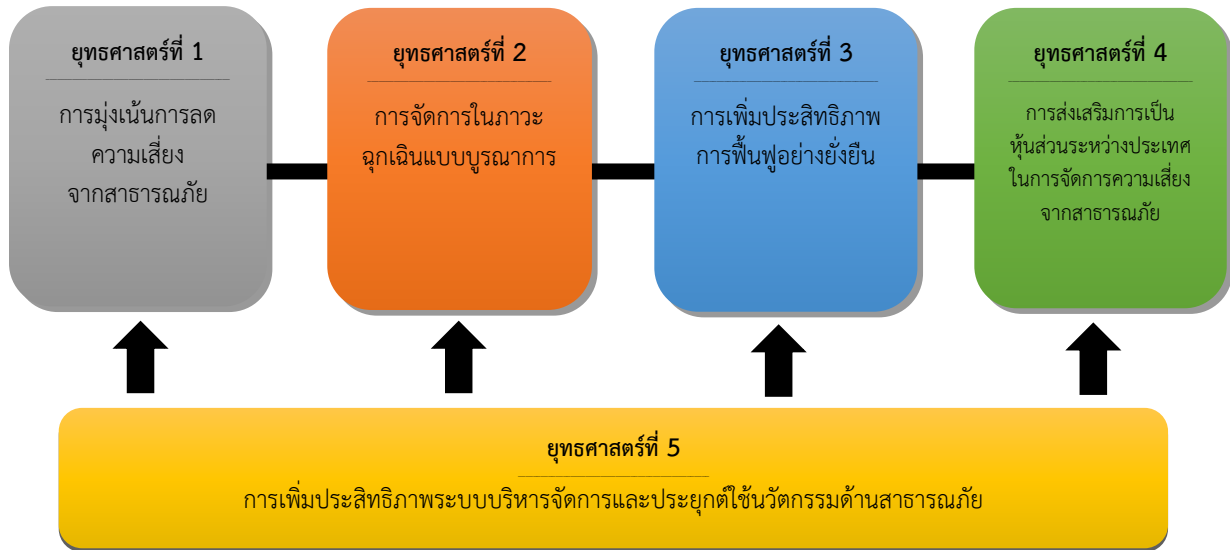 ยุทธศาสตร์ที่ 1
การมุ่งเน้นการลด
ความเสี่ยง
จากสาธารณภัย
ยุทธศาสตร์ที่ 2
การจัดการในภาวะ
ฉุกเฉินแบบบูรณาการ
ยุทธศาสตร์ที่ 3
การเพิ่มประสิทธิภาพ
การฟื้นฟูอย่างยั่งยืน
ยุทธศาสตร์ที่ 4
การส่งเสริมการเป็น
หุ้นส่วนระหว่างประเทศ
ในการจัดการความเสี่ยง
จากสาธารณภัย
ยุทธศาสตร์ที่ 5
การเพิ่มประสิทธิภาพระบบบริหารจัดการและประยุกต์ใช้นวัตกรรมด้านสาธารณภัย